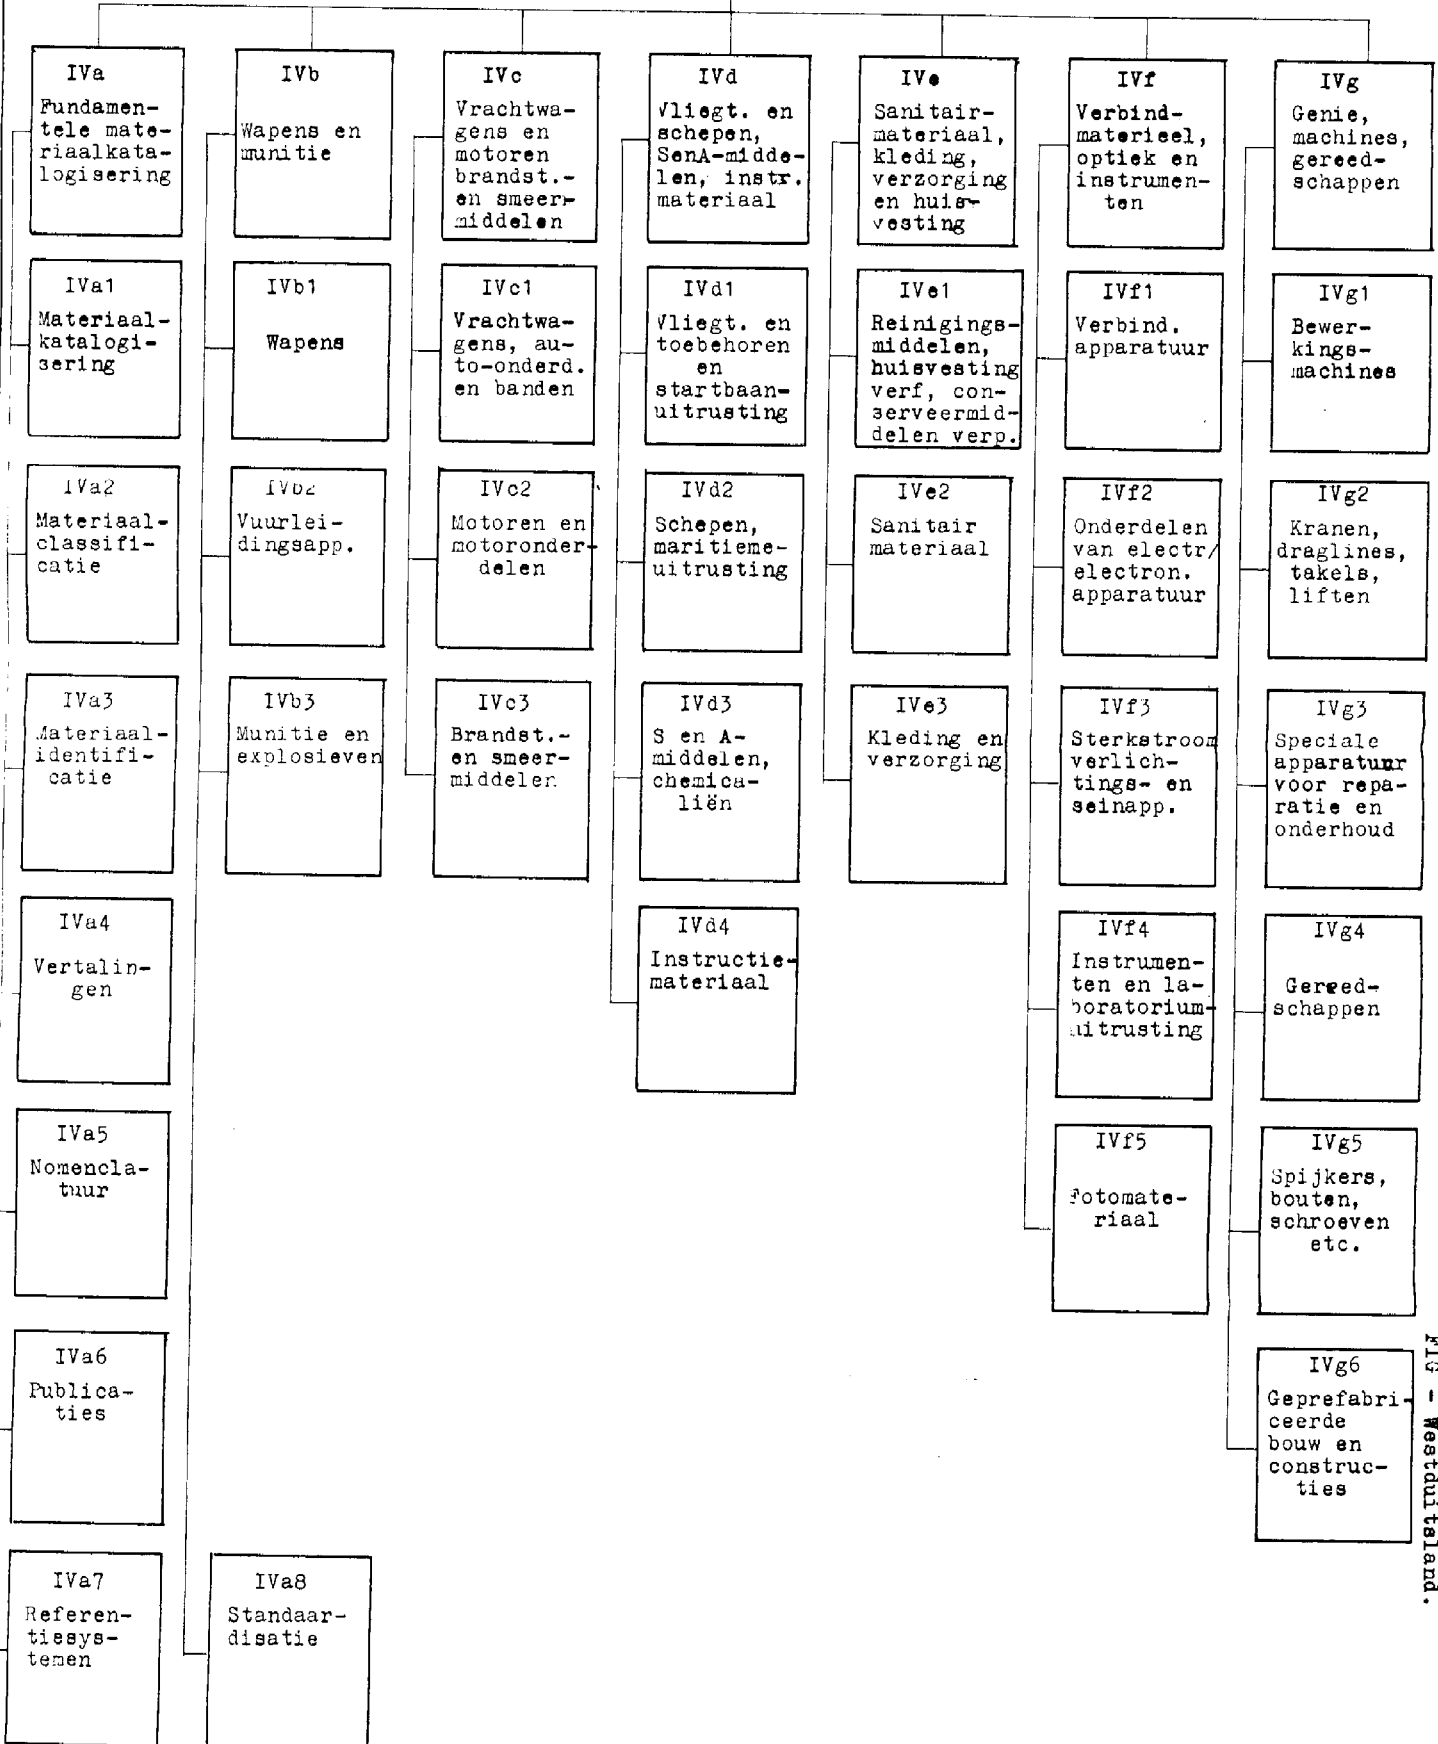 IVa
Fundamen-
tele mate-
riaalkata-
logisering
IVb
Wapens en
munitie
IVc
Vrachtwa-
gens en
motoren
brandst.-
en smeer-
middelen
IVd
Vliegt. en
schepen,
SenA-midde-
len, instr.
materiaal
IVe
Sanitair-
materiaal,
kleding,
verzorging
en huis-
vesting
IVf
Verbind-
materieel,
optiek en
instrumen-
ten
IVg
Genie,
machines,
gereed-
schappen
IVa1
Materiaal-
katalogi-
sering
IVb1
Wapens
IVc1
Vrachtwa-
gens, au-
to-onderd.
en banden
IVd1
Vliegt. en
toebehoren
en
startbaan-
uitrusting
IVe1
Reinigings-
middelen,
huisvesting
verf, con-
serveermid-
delen verp.
IVf1
Verbind.
apparatuur
IVg1
Bewer-
kings-
machines
IVa2
Materiaal-
classifi-
catie
IVb2
Vuurlei-
dingsapp.
IVc2
Motoren en
motoronder-
delen
IVd2
Schepen,
maritieme-
uitrusting
IVe2
Sanitair
materiaal
IVf2
Onderdelen
van electr/
electron.
apparatuur
IVg2
Kranen,
draglines,
takels,
liften
IVa3
Materiaal-
identifi-
catie
IVb3
Munitie en
explosieven
IVc3
Brandst.-
en smeer-
middelen
IVd3
S en A-
middelen,
chemica-
liën
IVe3
Kleding en
verzorging
IVf3
Sterkstroom
verlich-
tings- en
seinapp.
IVg3
Speciale
apparatuur
voor repa-
ratie en
onderhoud
IVa4
Vertalin-
gen
IVd4
Instructie-
materiaal
IVf4
Instrumen-
ten en la-
boratorium-
uitrusting
IVg4
Gereed-
schappen
IVa5
Nomencla-
tuur
IVf5
Fotomate-
riaal
IVg5
Spijkers,
bouten,
schroeven
etc.
IVa6
Publica-
ties
IVg6
Geprefabri-
ceerde
bouw en
construc-
ties
IVa7
Referen-
tiesys-
temen
IVa8
Standaar-
disatie
FIG - Westduitsland.